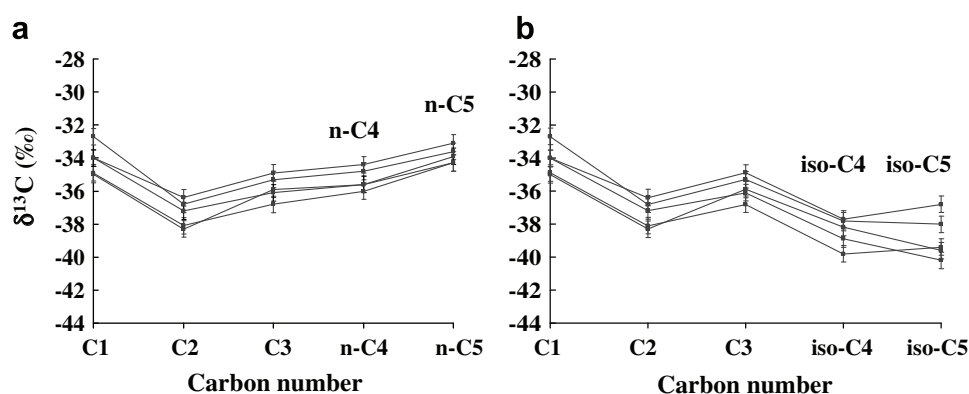 a
b
-28
-30
-32
-34
-36
-38
-40
-42
-44
δ¹³C (‰)
n-C4
n-C5
C1
C2
C3
n-C4
n-C5
Carbon number
-28
-30
-32
-34
-36
-38
-40
-42
-44
iso-C4
iso-C5
C1
C2
C3
iso-C4
iso-C5
Carbon number